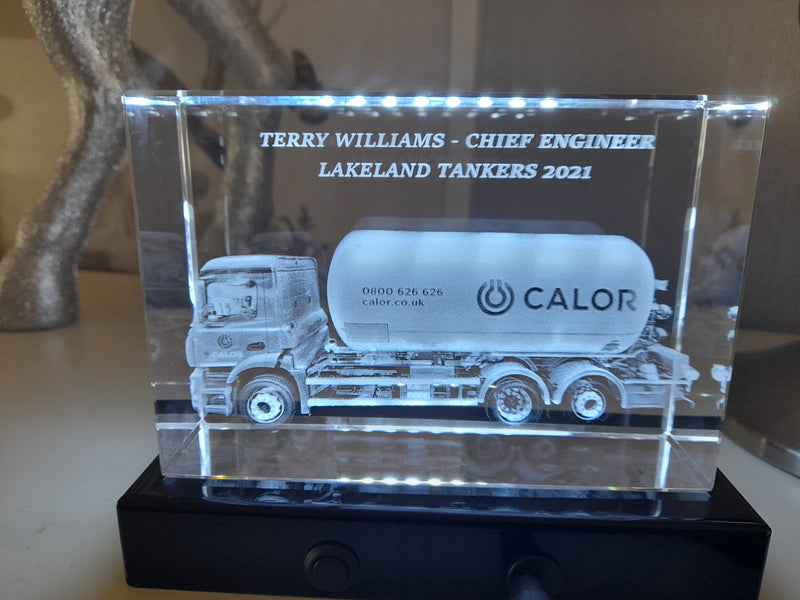 TERRY WILLIAMS - CHIEF ENGINEER
LAKELAND TANKERS 2021
0800 626 626
calor.co.uk
CALOR
CALOR